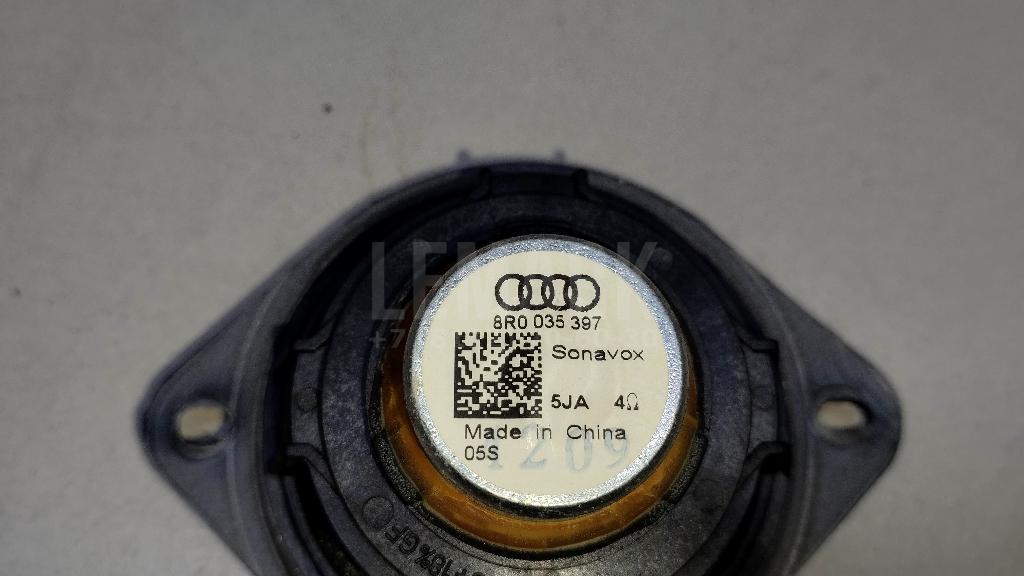 8R0 035 397
Sonavox
5JA 4Ω
Made in China
05S
1209